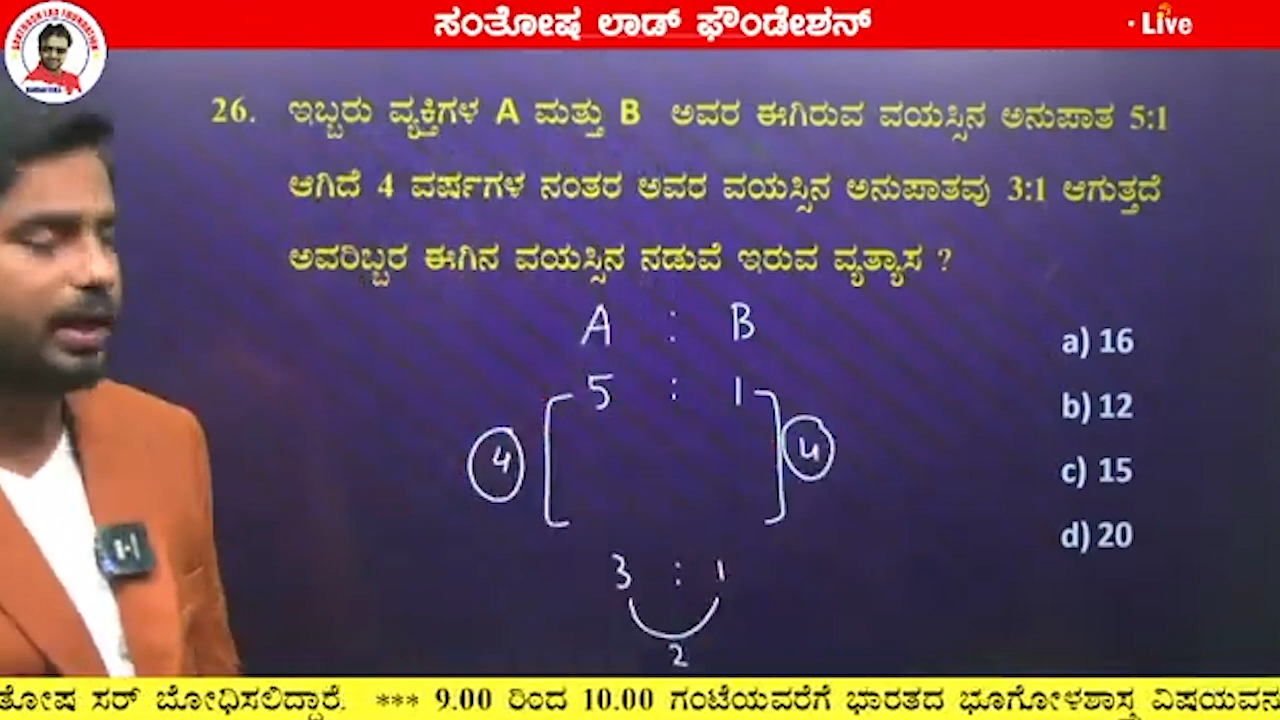 ಸಂತೋಷ ಲಾಡ್ ಫೌಂಡೇಶನ್
· Live
26. ಇಬ್ಬರು ವ್ಯಕ್ತಿಗಳ A ಮತ್ತು B ಅವರ ಈಗಿರುವ ವಯಸ್ಸಿನ ಅನುಪಾತ 5:1
ಆಗಿದೆ 4 ವರ್ಷಗಳ ನಂತರ ಅವರ ವಯಸ್ಸಿನ ಅನುಪಾತವು 3:1 ಆಗುತ್ತದೆ
ಅವರಿಬ್ಬರ ಈಗಿನ ವಯಸ್ಸಿನ ನಡುವೆ ಇರುವ ವ್ಯತ್ಯಾಸ ?
A : B
5 : 1
4 4
3 : 1
2
a) 16
b) 12
c) 15
d) 20
ತೋಷ ಸರ್ ಬೋಧಿಸಲಿದ್ದಾರೆ. *** 9.00 ರಿಂದ 10.00 ಗಂಟೆಯವರೆಗೆ ಭಾರತದ ಭೂಗೋಳಶಾಸ್ತ್ರ ವಿಷಯವನ